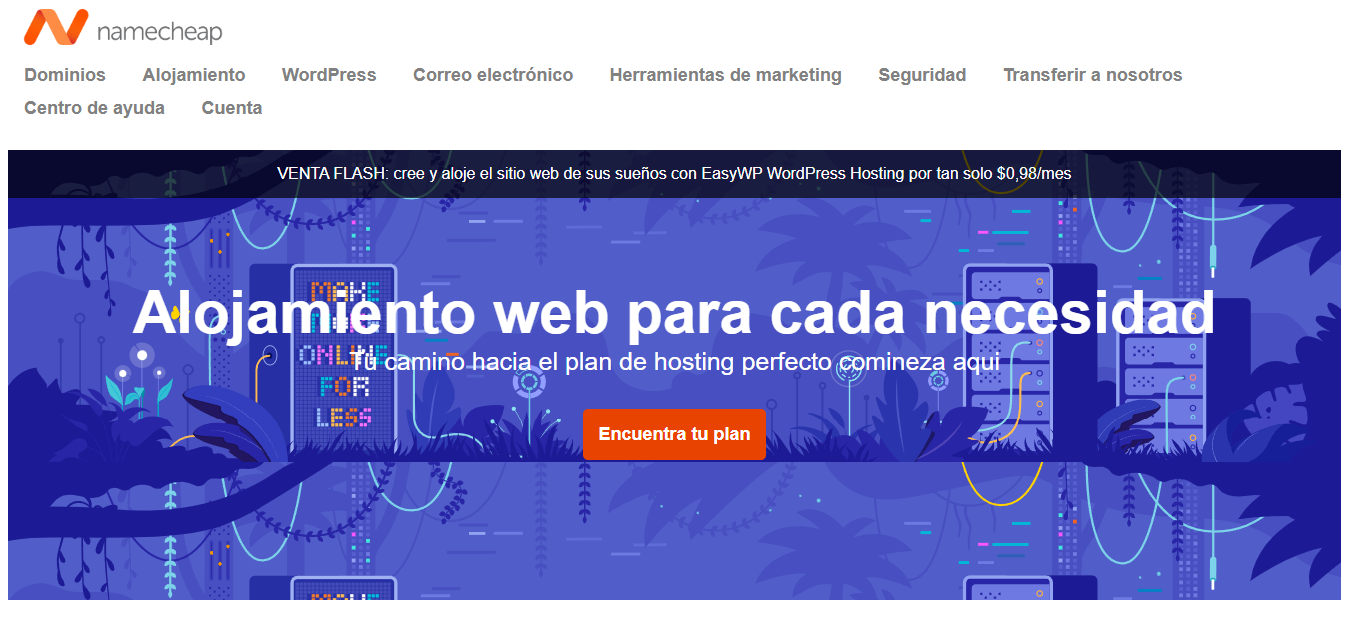 namecheap
Dominios Alojamiento WordPress Correo electrónico Herramientas de marketing Seguridad Transferir a nosotros
Centro de ayuda Cuenta
VENTA FLASH: cree y aloje el sitio web de sus sueños con EasyWP WordPress Hosting por tan solo $0,98/mes
MAKE
Alojamiento web para cada necesidad
MORE
ONLINE
Tu camino hacia el plan de hosting perfecto comineza aqui
FOR
LESS
Encuentra tu plan